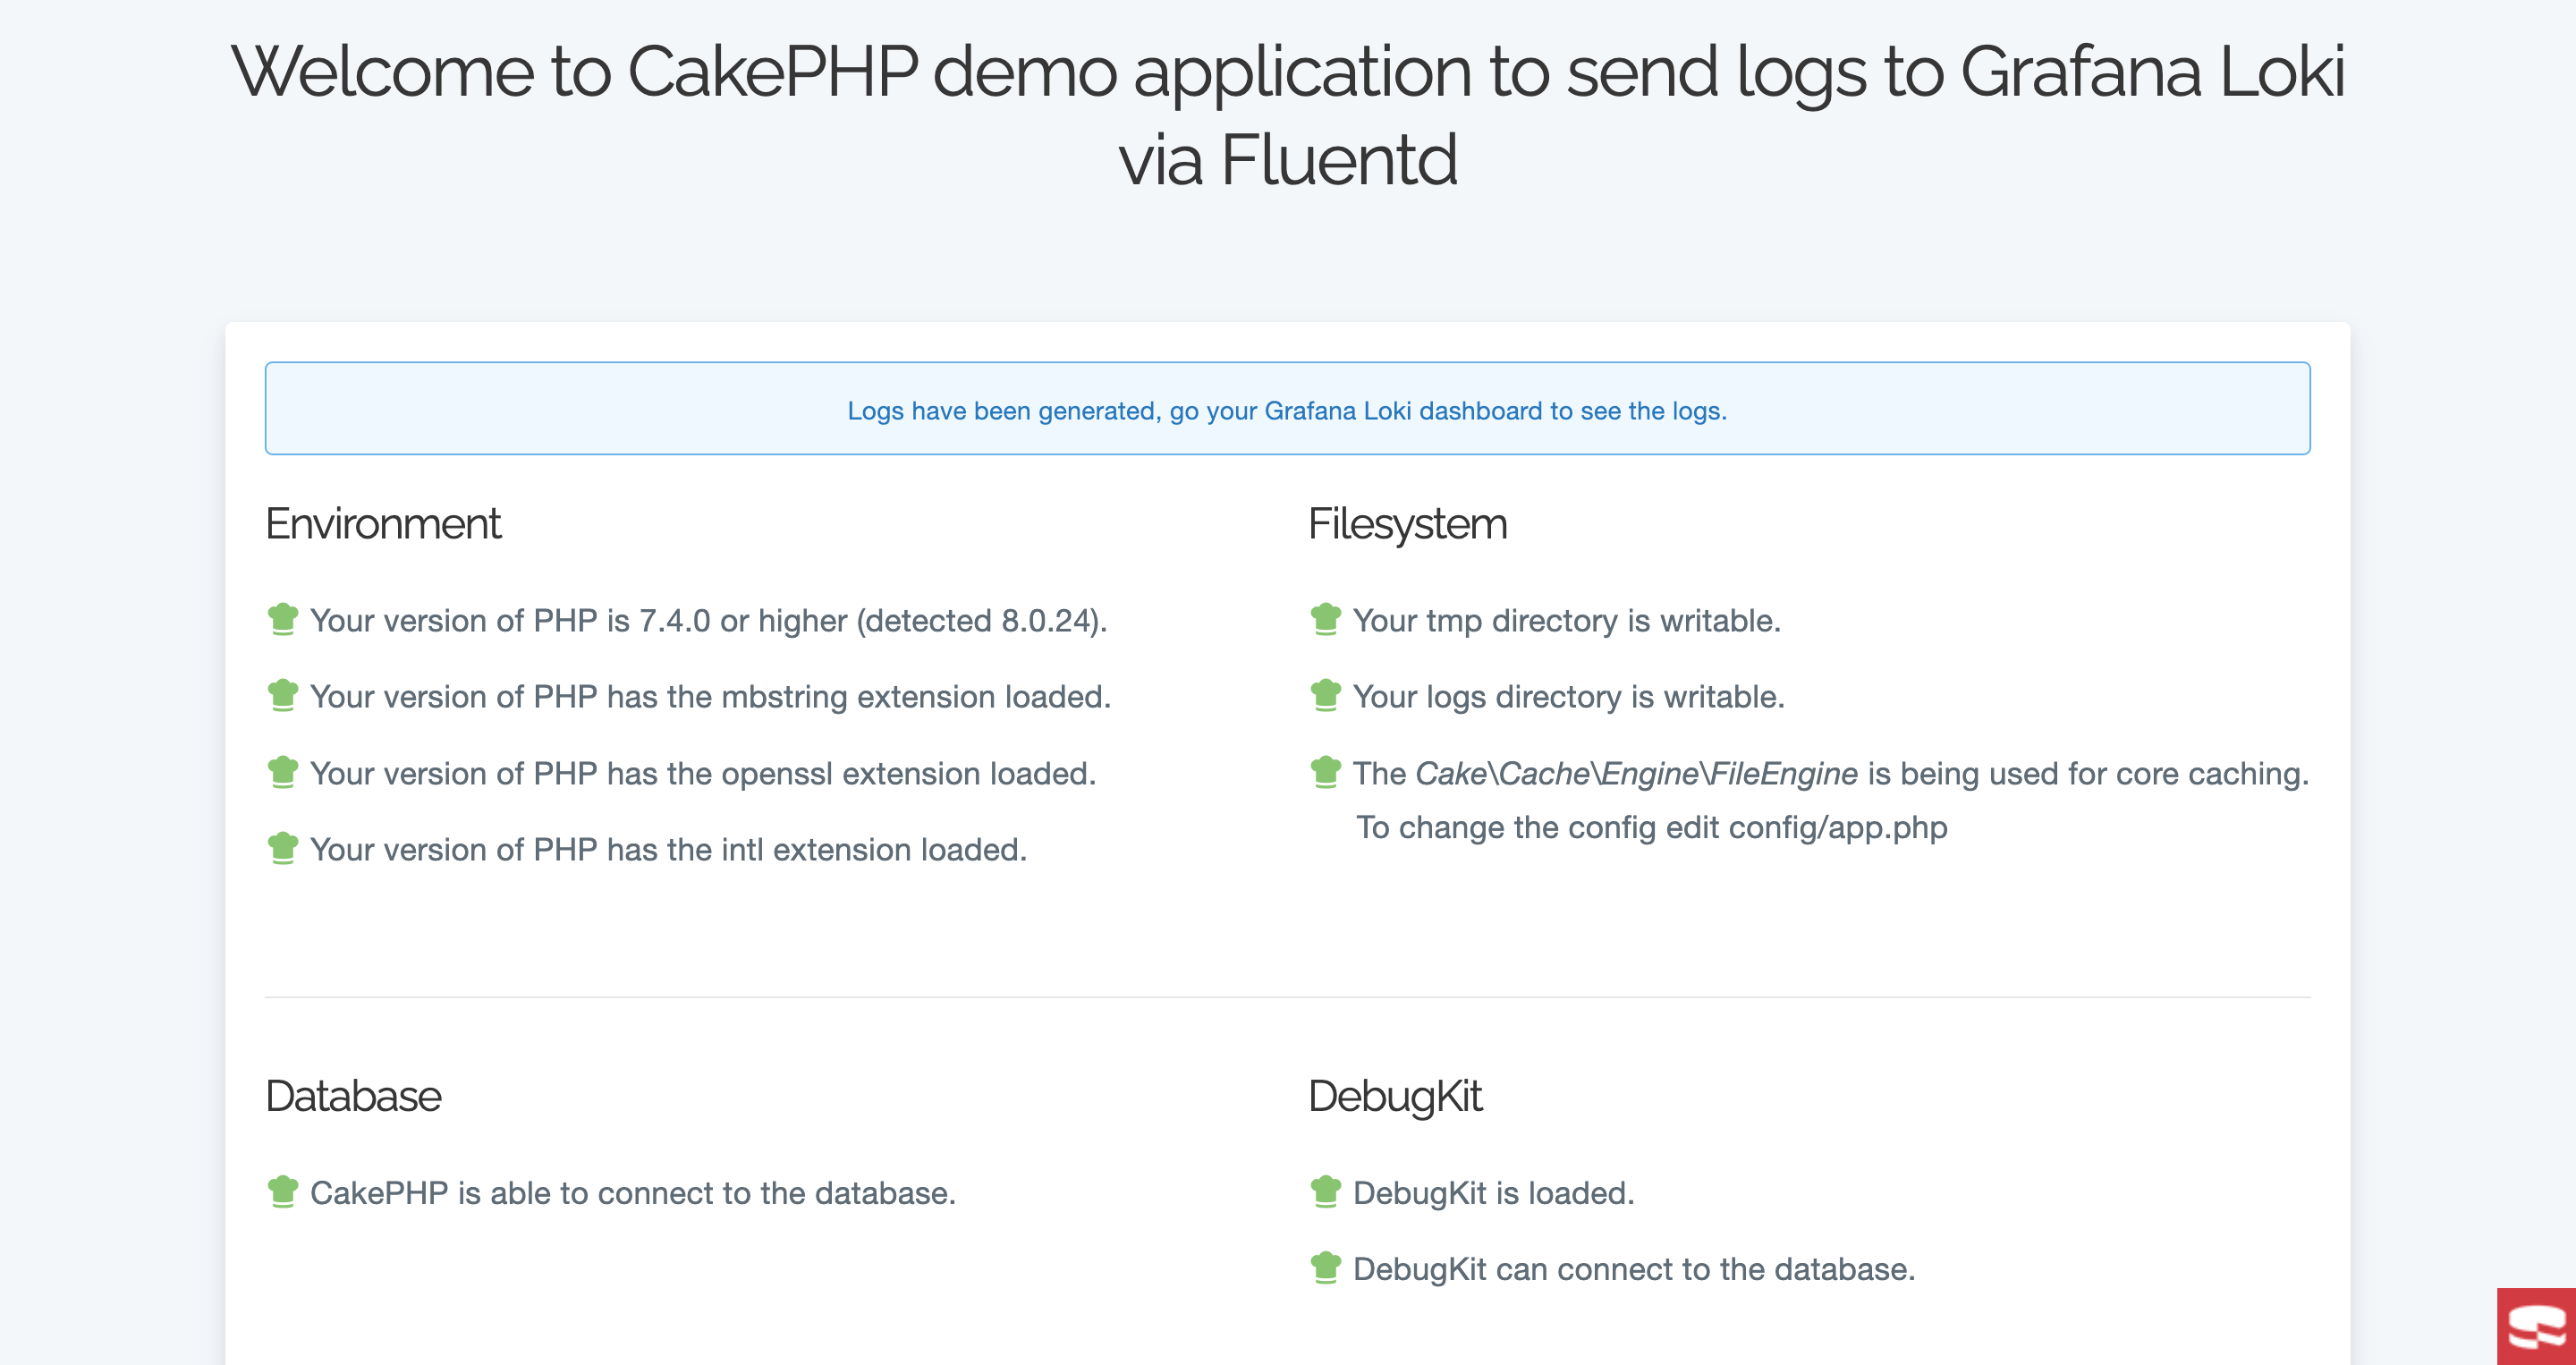 Welcome to CakePHP demo application to send logs to Grafana Loki
via Fluentd
Logs have been generated, go your Grafana Loki dashboard to see the logs.
Environment
Your version of PHP is 7.4.0 or higher (detected 8.0.24).
Your version of PHP has the mbstring extension loaded.
Your version of PHP has the openssl extension loaded.
Your version of PHP has the intl extension loaded.
Filesystem
Your tmp directory is writable.
Your logs directory is writable.
The Cake\Cache\Engine\FileEngine is being used for core caching.
To change the config edit config/app.php
Database
CakePHP is able to connect to the database.
DebugKit
DebugKit is loaded.
DebugKit can connect to the database.